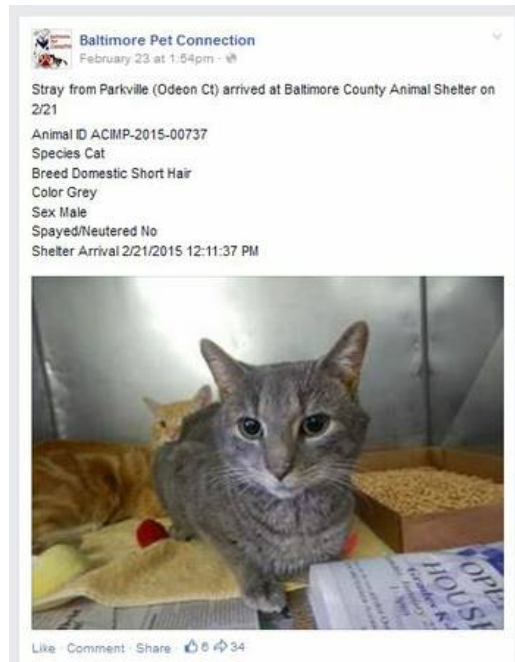 Baltimore Pet Connection
February 23 at 1:54pm ·
Stray from Parkville (Odeon Ct) arrived at Baltimore County Animal Shelter on
2/21
Animal ID ACIMP-2015-00737
Species Cat
Breed Domestic Short Hair
Color Grey
Sex Male
Spayed/Neutered No
Shelter Arrival 2/21/2015 12:11:37 PM
HOUSE
Like · Comment · Share · 6 34